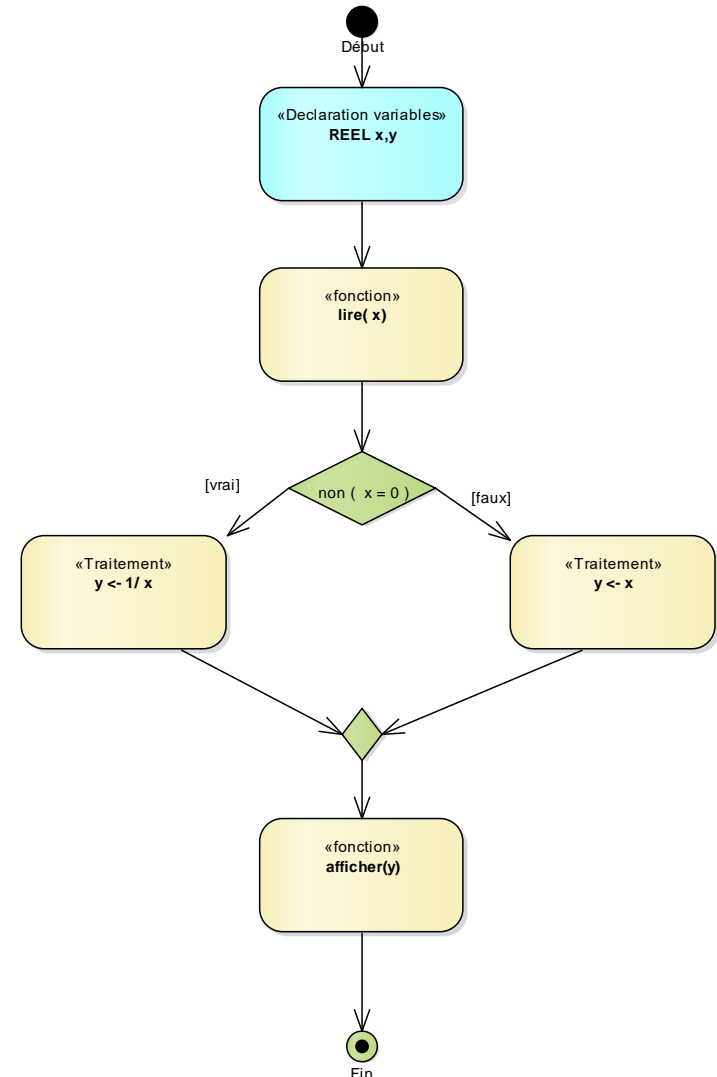 Début
«Declaration variables»
REEL x,y
«fonction»
lire( x)
non ( x = 0 )
[vrai]
[faux]
«Traitement»
y <- 1/ x
«Traitement»
y <- x
«fonction»
afficher(y)
Fin